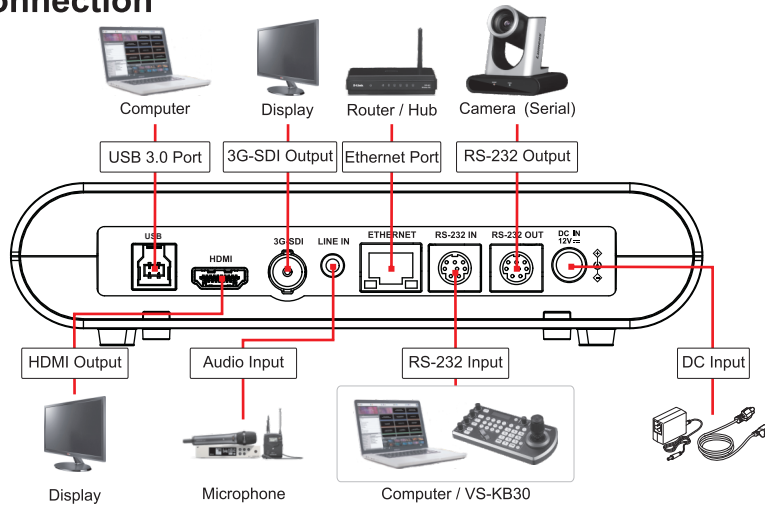 onnection
Computer
Display
Router / Hub
Camera (Serial)
USB 3.0 Port
3G-SDI Output
Ethernet Port
RS-232 Output
USB
HDMI
3G-SDI
LINE IN
ETHERNET
RS-232 IN
RS-232 OUT
DC IN
12V
HDMI Output
Audio Input
RS-232 Input
DC Input
Display
Microphone
Computer / VS-KB30